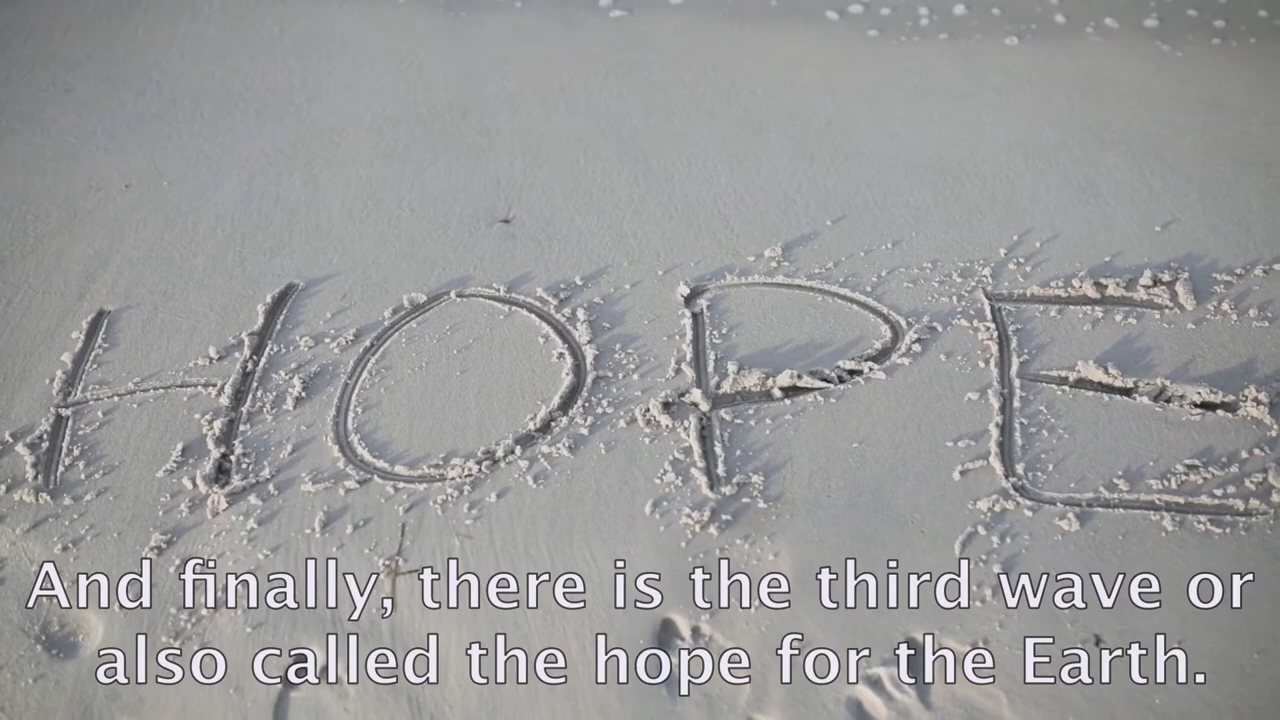 HOPE
And finally, there is the third wave or
also called the hope for the Earth.